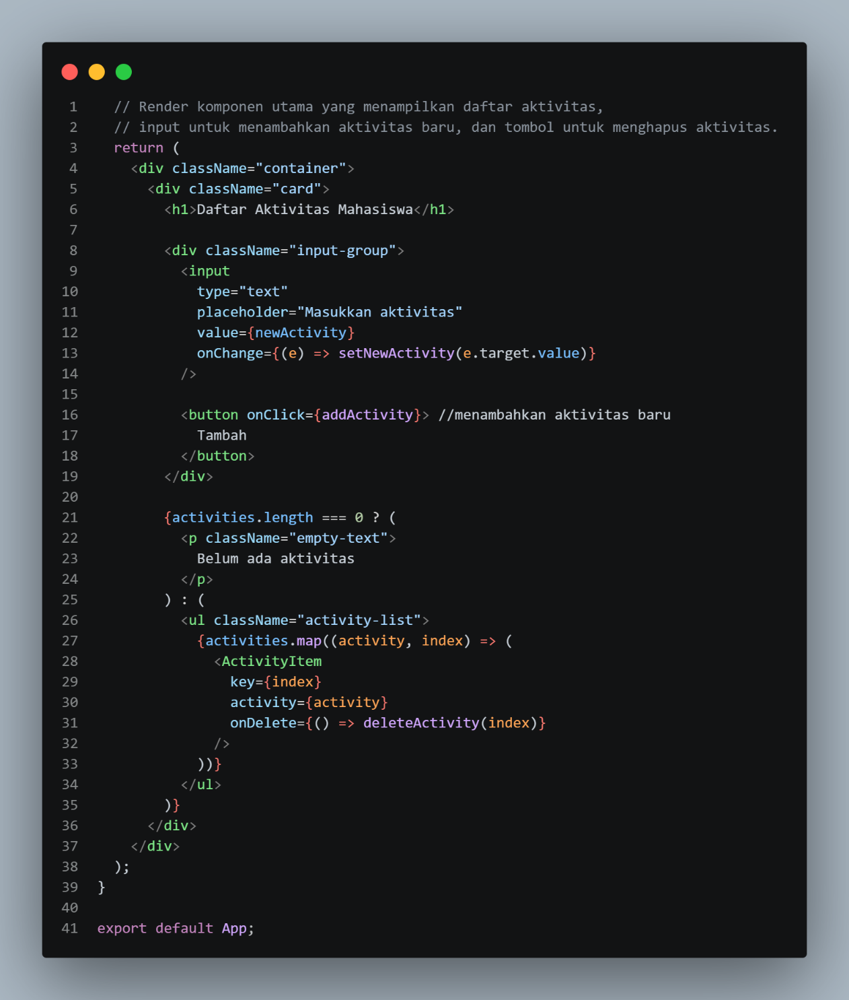 1 // Render komponen utama yang menampilkan daftar aktivitas,
2 // input untuk menambahkan aktivitas baru, dan tombol untuk menghapus aktivitas.
3 return (
4 <div className="container">
5 <div className="card">
6 <h1>Daftar Aktivitas Mahasiswa</h1>
7
8 <div className="input-group">
9 <input
10 type="text"
11 placeholder="Masukkan aktivitas"
12 value={newActivity}
13 onChange={(e) => setNewActivity(e.target.value)}
14 />
15
16 <button onClick={addActivity}> //menambahkan aktivitas baru
17 Tambah
18 </button>
19 </div>
20
21 {activities.length === 0 ? (
22 <p className="empty-text">
23 Belum ada aktivitas
24 </p>
25 ) : (
26 <ul className="activity-list">
27 {activities.map((activity, index) => (
28 <ActivityItem
29 key={index}
30 activity={activity}
31 onDelete={() => deleteActivity(index)}
32 />
33 ))}
34 </ul>
35 )}
36 </div>
37 </div>
38 );
39 }
40
41 export default App;